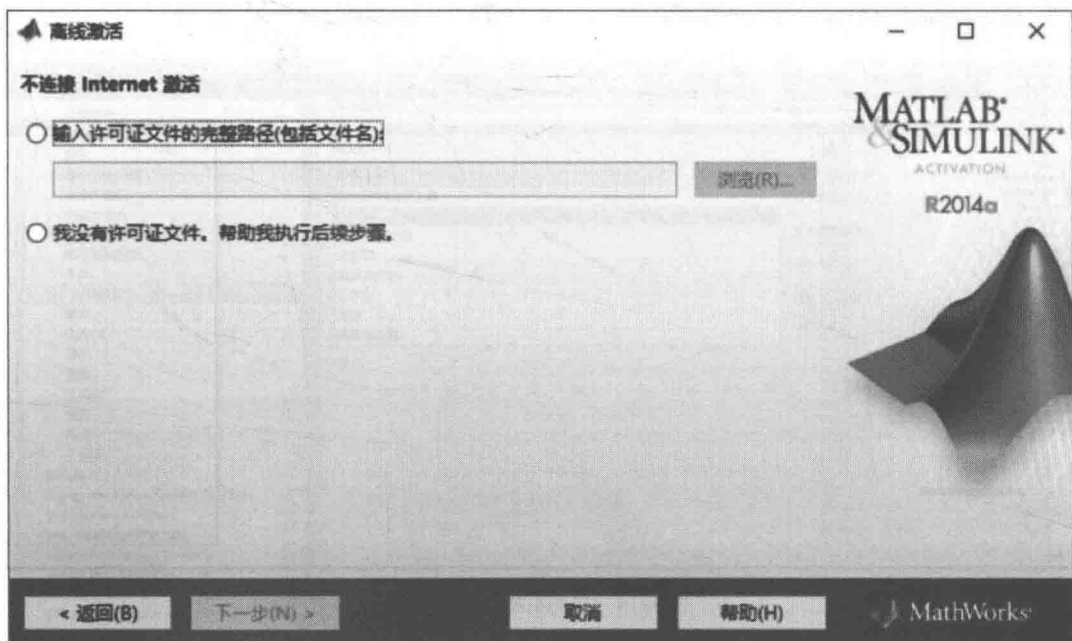 离线激活
不连接 Internet 激活
输入许可证文件的完整路径(包括文件名):
浏览(R)...
我没有许可证文件。帮助我执行后续步骤。
MATLAB®
&SIMULINK®
ACTIVATION
R2014a
< 返回(B)
下一步(N) >
取消
帮助(H)
MathWorks®